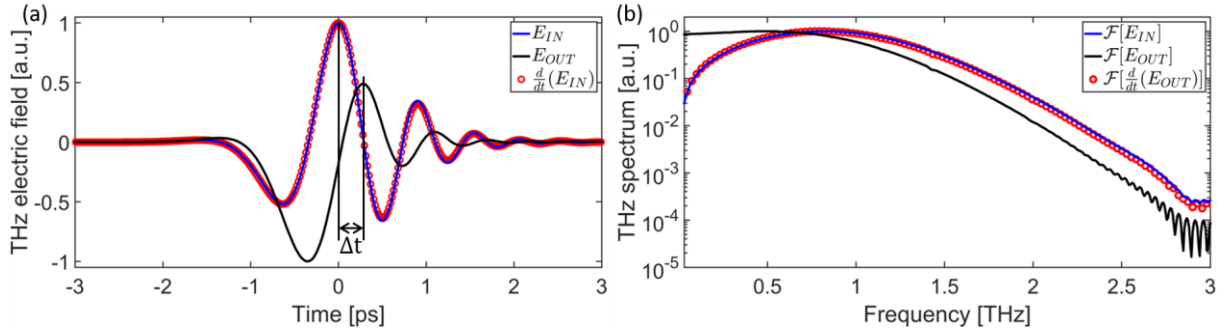 (a)
1
0.5
0
-0.5
-1
THz electric field [a.u.]
E_IN
E_OUT
d/dt(E_IN)
Δt
-3 -2 -1 0 1 2 3
Time [ps]
(b)
10^0
10^-1
10^-2
10^-3
10^-4
10^-5
THz spectrum [a.u.]
ℱ[E_IN]
ℱ[E_OUT]
ℱ[d/dt(E_OUT)]
0.5 1 1.5 2 2.5 3
Frequency [THz]